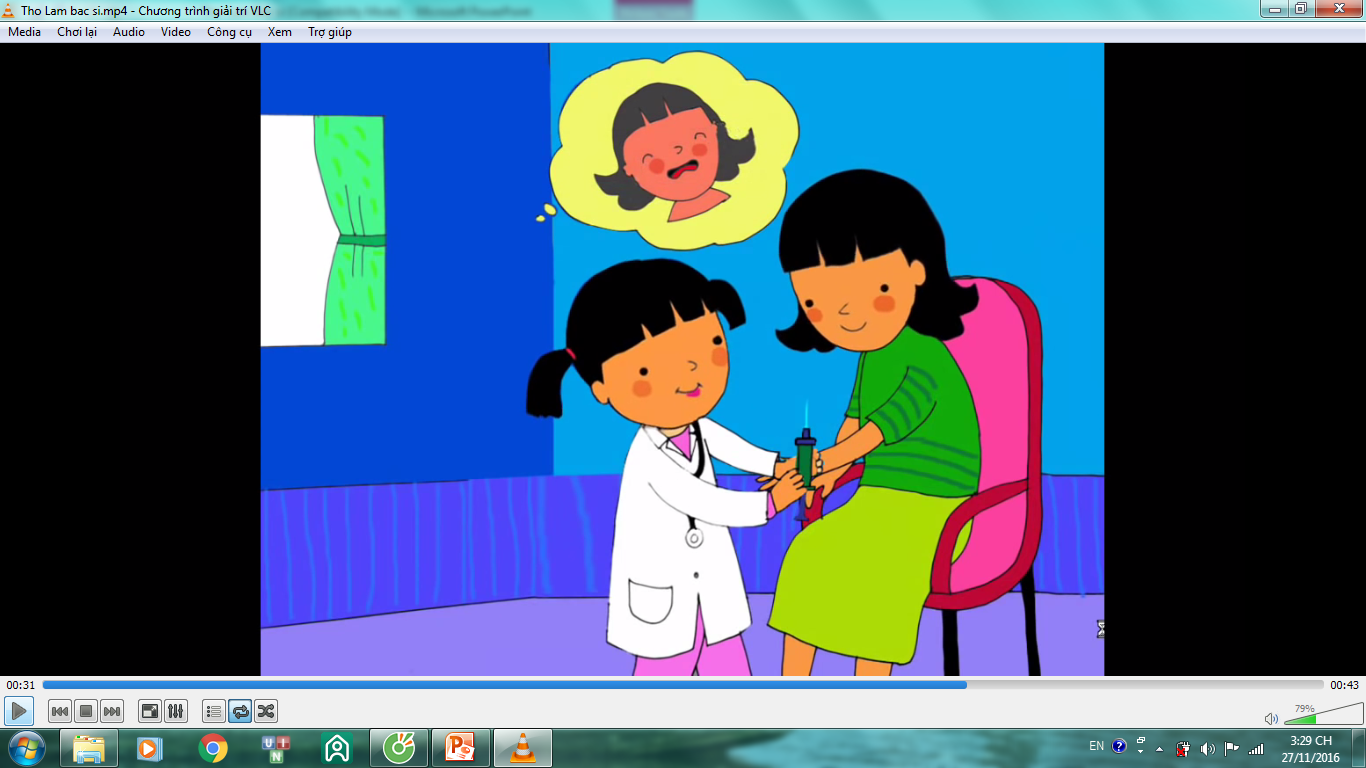 Tho Lam bac si.mp4 - Chương trình giải trí VLC
Media Chơi lại Audio Video Công cụ Xem Trợ giúp
00:31 00:43
79%
EN 3:29 CH
27/11/2016